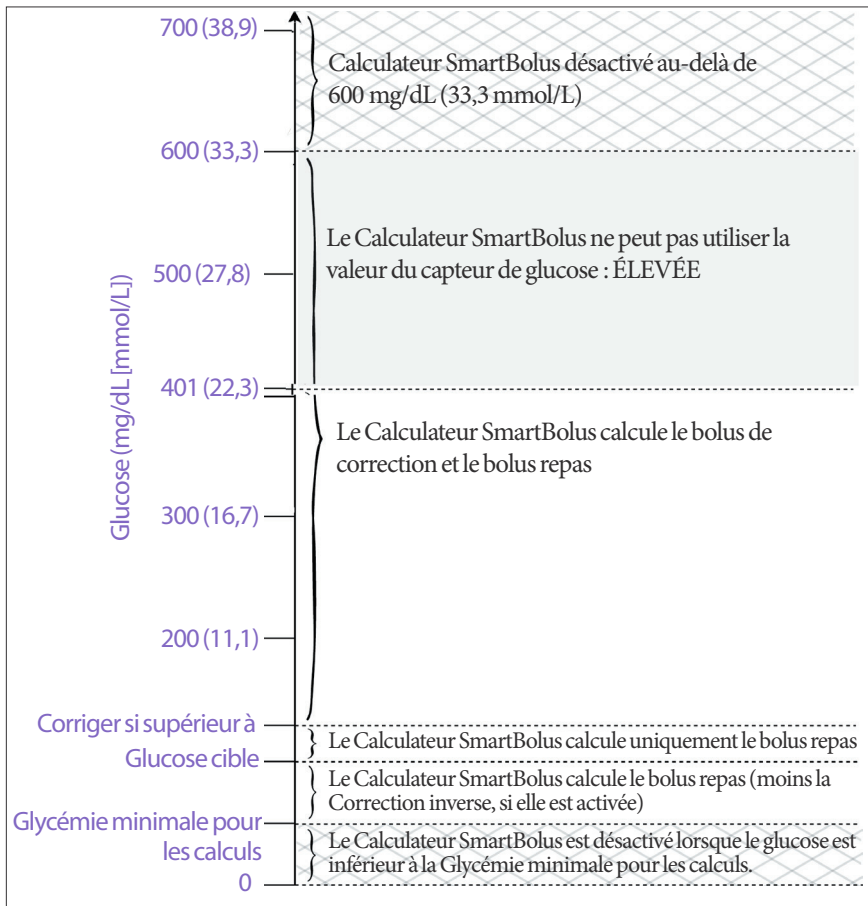 700 (38,9)
Calculateur SmartBolus désactivé au-delà de
600 mg/dL (33,3 mmol/L)
600 (33,3)
Le Calculateur SmartBolus ne peut pas utiliser la
valeur du capteur de glucose : ÉLEVÉE
500 (27,8)
Glucose (mg/dL [mmol/L])
401 (22,3)
Le Calculateur SmartBolus calcule le bolus de
correction et le bolus repas
300 (16,7)
200 (11,1)
Corriger si supérieur à
Le Calculateur SmartBolus calcule uniquement le bolus repas
Glucose cible
Le Calculateur SmartBolus calcule le bolus repas (moins la
Correction inverse, si elle est activée)
Glycémie minimale pour
les calculs
Le Calculateur SmartBolus est désactivé lorsque le glucose est
inférieur à la Glycémie minimale pour les calculs.
0